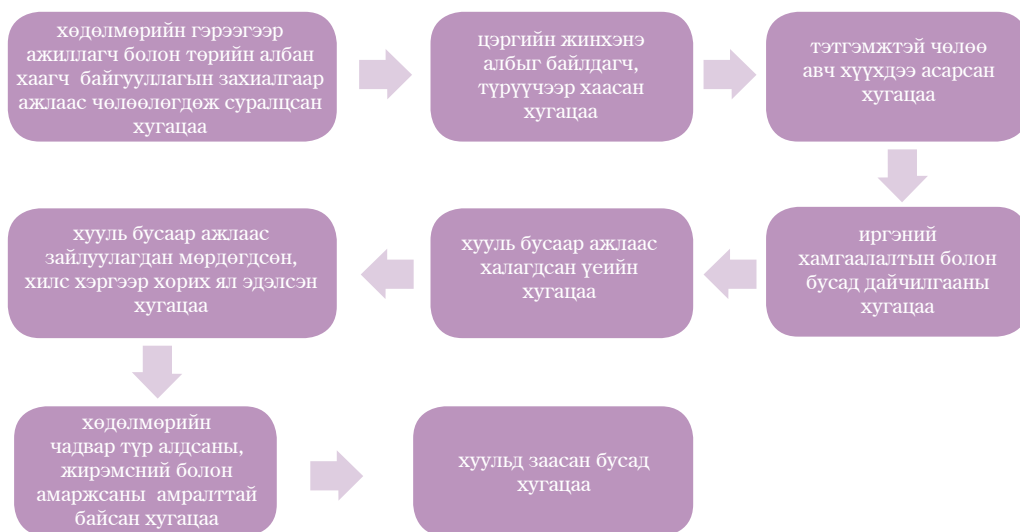 хөдөлмөрийн гэрээгээр
ажиллагч болон төрийн албан
хаагч байгууллагын захиалгаар
ажлаас чөлөөлөгдөж суралцсан
хугацаа
цэргийн жинхэнэ
албыг байлдагч,
түрүүчээр хаасан
хугацаа
тэтгэмжтэй чөлөө
авч хүүхдээ асарсан
хугацаа
иргэний
хамгаалалтын болон
бусад дайчилгааны
хугацаа
хууль бусаар ажлаас
халагдсан үеийн
хугацаа
хууль бусаар ажлаас
зайлуулагдан мөрдөгдсөн,
хилс хэргээр хорих ял эдэлсэн
хугацаа
хөдөлмөрийн
чадвар түр алдсаны,
жирэмсний болон
амаржсаны амралттай
байсан хугацаа
хуульд заасан бусад
хугацаа